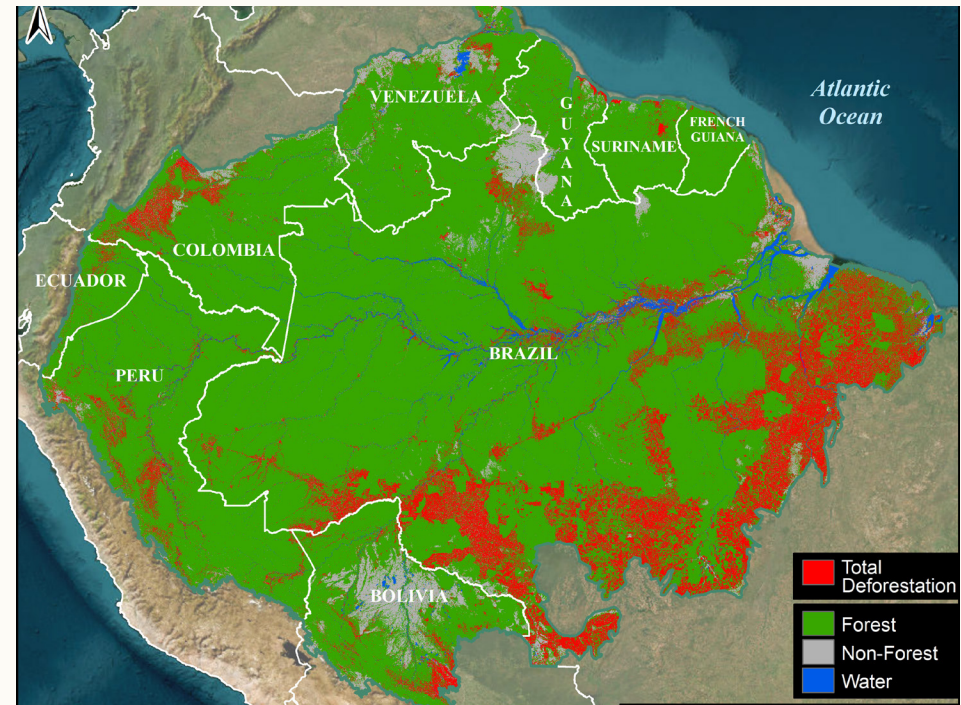 Atlantic
Ocean
VENEZUELA
G
U
Y
A
N
A
SURINAME
FRENCH
GUIANA
COLOMBIA
ECUADOR
PERU
BRAZIL
BOLIVIA
Total
Deforestation
Forest
Non-Forest
Water